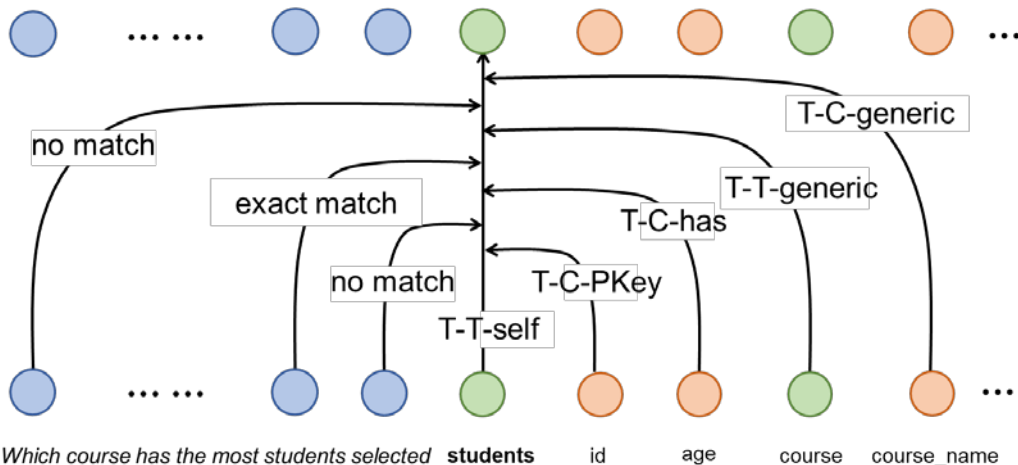 ... ...
...
T-C-generic
no match
T-T-generic
exact match
T-C-has
no match
T-C-PKey
T-T-self
... ...
...
Which course has the most students selected students id age course course_name